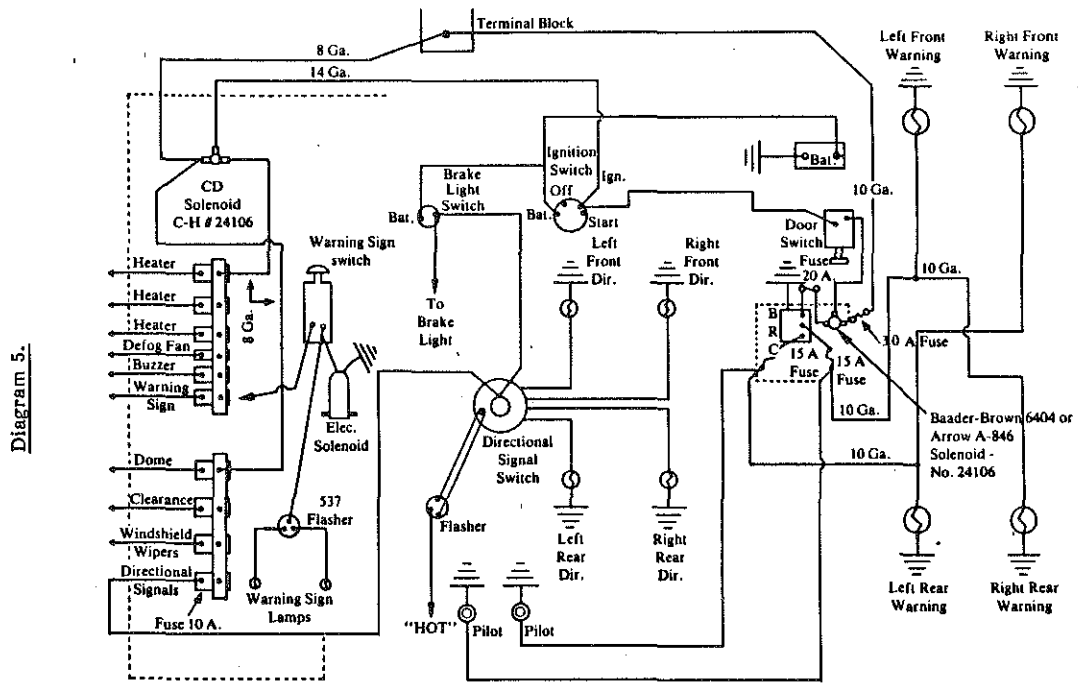 Terminal Block
8 Ga.
14 Ga.
Left Front
Warning
Right Front
Warning
CD
Solenoid
C-H # 24106
Brake
Light
Switch
Bat.
Ignition
Switch
Off
Ign.
Bat.
Start
Bat.
10 Ga.
Door
Switch
Fuse
20 A.
Warning Sign
switch
Left
Front
Dir.
Right
Front
Dir.
10 Ga.
Heater
Heater
Heater
Defog Fan
Buzzer
Warning
Sign
8 Ga.
To
Brake
Light
B
R
C
15 A
Fuse
15 A
Fuse
30 A Fuse
Diagram 5.
Elec.
Solenoid
Directional
Signal
Switch
10 Ga.
Baader-Brown 6404 or
Arrow A-846
Solenoid -
No. 24106
10 Ga.
Dome
Clearance
Windshield
Wipers
Directional
Signals
Fuse 10 A.
537
Flasher
Warning Sign
Lamps
Flasher
"HOT"
Left
Rear
Dir.
Right
Rear
Dir.
Pilot
Pilot
Left Rear
Warning
Right Rear
Warning